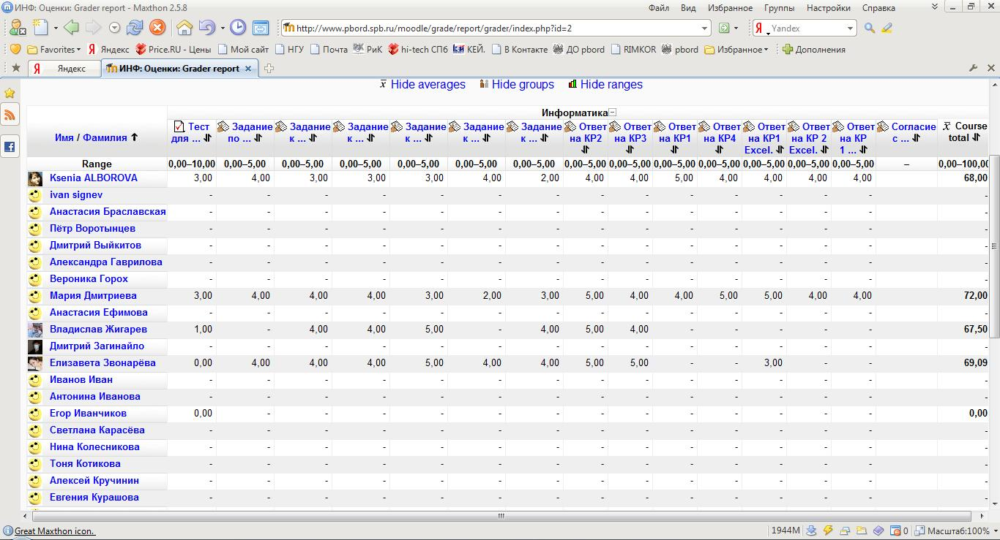 ИНФ: Оценки: Grader report - Maxthon 2.5.8
Файл Вид Избранное Группы Настройки Справка
http://www.pbord.spb.ru/moodle/grade/report/grader/index.php?id=2
Я Yandex
Favorites Я Яндекс Price.RU - Цены Мой сайт НГУ Почта РиК hi-tech СПб КЕЙ. В Контакте ДО pbord RIMKOR pbord Избранное Дополнения
Я Яндекс ИНФ: Оценки: Grader report
Hide averages Hide groups Hide ranges
Информатика
Имя / Фамилия Тест для ... Задание по ... Задание к ... Задание к ... Задание к ... Задание к ... Задание к ... Ответ на КР2 Ответ на КР3 Ответ на КР1 Ответ на КР4 Ответ на КР1 Excel. Ответ на КР 2 Excel. Ответ на КР 1 ... Согласие с ... Course total
Range 0,00–10,00 0,00–5,00 0,00–5,00 0,00–5,00 0,00–5,00 0,00–5,00 0,00–5,00 0,00–5,00 0,00–5,00 0,00–5,00 0,00–5,00 0,00–5,00 0,00–5,00 0,00–5,00 – 0,00–100,00
Ksenia ALBOROVA 3,00 4,00 3,00 3,00 3,00 4,00 2,00 4,00 4,00 5,00 4,00 4,00 4,00 4,00 68,00
ivan signev - - - - - - - - - - - - - - -
Анастасия Браславская - - - - - - - - - - - - - - -
Пётр Воротынцев - - - - - - - - - - - - - - -
Дмитрий Выйкитов - - - - - - - - - - - - - - -
Александра Гаврилова - - - - - - - - - - - - - - -
Вероника Горох - - - - - - - - - - - - - - -
Мария Дмитриева 3,00 4,00 4,00 4,00 3,00 2,00 3,00 5,00 4,00 4,00 5,00 5,00 4,00 4,00 72,00
Анастасия Ефимова - - - - - - - - - - - - - - -
Владислав Жигарев 1,00 - 4,00 4,00 5,00 - 4,00 5,00 4,00 - - - - - 67,50
Дмитрий Загинайло - - - - - - - - - - - - - - -
Елизавета Звонарёва 0,00 4,00 4,00 4,00 5,00 4,00 4,00 5,00 5,00 - - 3,00 - - 69,09
Иванов Иван - - - - - - - - - - - - - - -
Антонина Иванова - - - - - - - - - - - - - - -
Егор Иванчиков 0,00 - - - - - - - - - - - - - 0,00
Светлана Карасёва - - - - - - - - - - - - - - -
Нина Колесникова - - - - - - - - - - - - - - -
Тоня Котикова - - - - - - - - - - - - - - -
Алексей Кручинин - - - - - - - - - - - - - - -
Евгения Курашова - - - - - - - - - - - - - - -
Great Maxthon icon. 1944M 0 Масштаб:100%